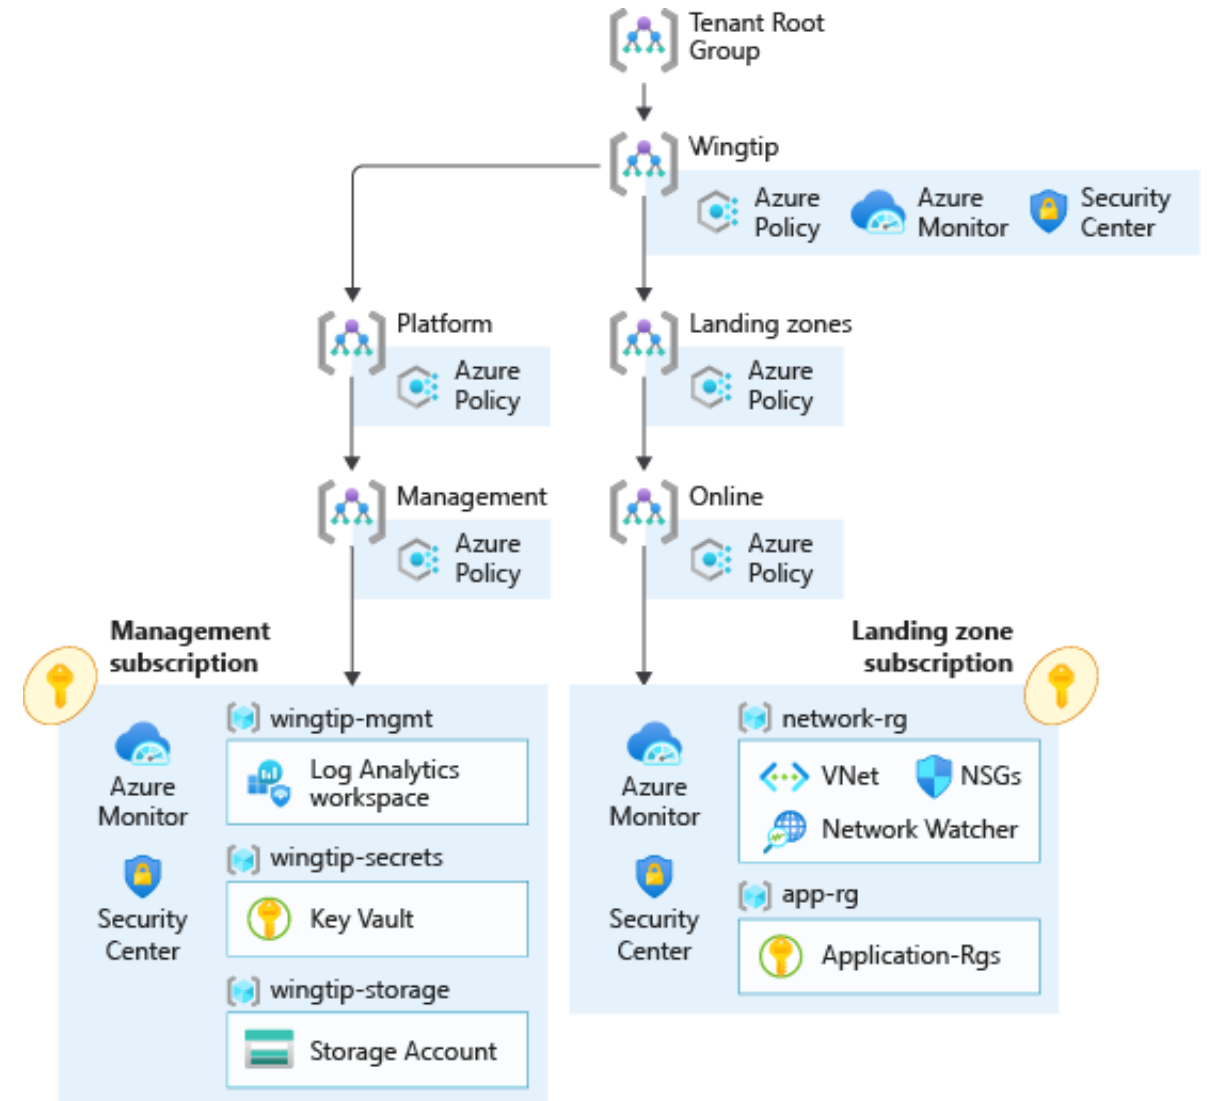 Tenant Root
Group
Wingtip
Azure
Policy
Azure
Monitor
Security
Center
Platform
Azure
Policy
Landing zones
Azure
Policy
Management
Azure
Policy
Online
Azure
Policy
Management
subscription
Azure
Monitor
Security
Center
wingtip-mgmt
Log Analytics
workspace
wingtip-secrets
Key Vault
wingtip-storage
Storage Account
Landing zone
subscription
Azure
Monitor
Security
Center
network-rg
VNet
NSGs
Network Watcher
app-rg
Application-Rgs